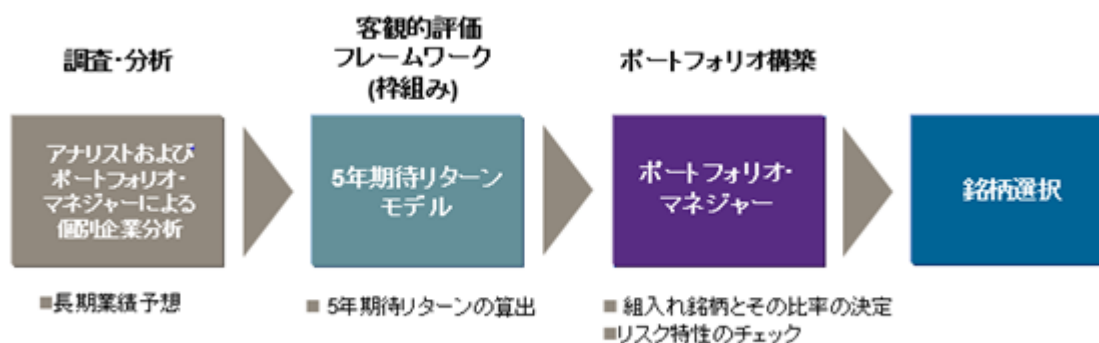 調査・分析
客観的評価
フレームワーク
(枠組み)
ポートフォリオ構築
アナリストおよび
ポートフォリオ・
マネジャーによる
個別企業分析
5年期待リターン
モデル
ポートフォリオ・
マネジャー
銘柄選択
■長期業績予想
■ 5年期待リターンの算出
■ 組入れ銘柄とその比率の決定
■リスク特性のチェック